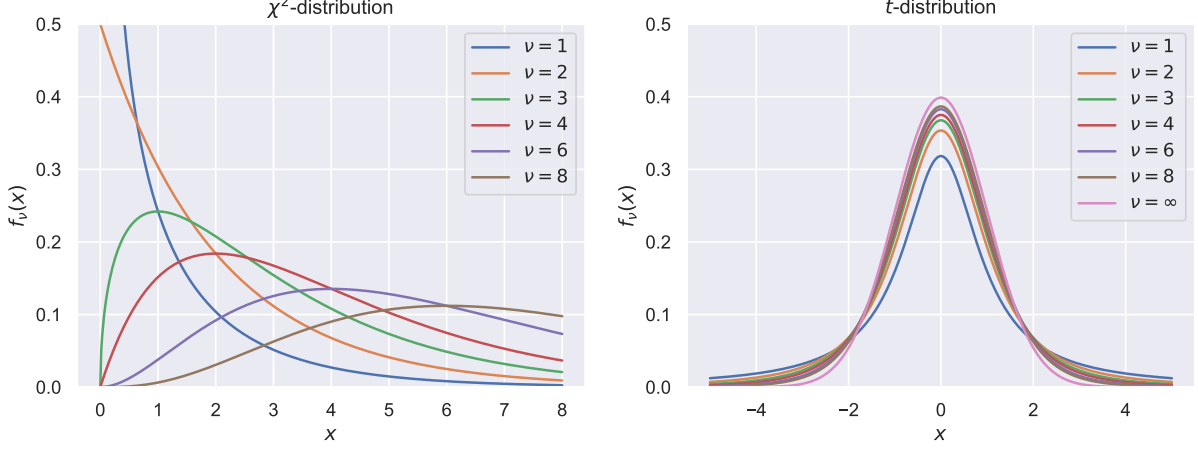 χ²-distribution
0.5
0.4
0.3
0.2
0.1
0.0
f_ν(x)
0 1 2 3 4 5 6 7 8
x
ν = 1
ν = 2
ν = 3
ν = 4
ν = 6
ν = 8
t-distribution
0.5
0.4
0.3
0.2
0.1
0.0
f_ν(x)
−4 −2 0 2 4
x
ν = 1
ν = 2
ν = 3
ν = 4
ν = 6
ν = 8
ν = ∞